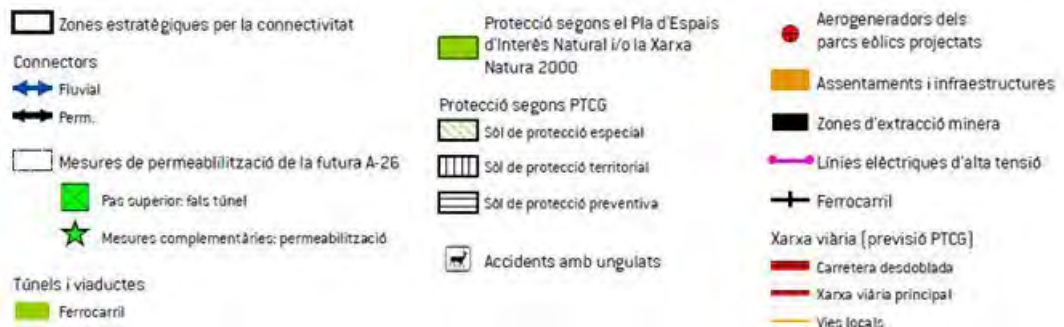 Zones estratègiques per la connectivitat
Connectors
Fluvial
Perm.
Mesures de permeablilització de la futura A-26
Pas superior: fals túnel
Mesures complementàries: permeabilització
Túnels i viaductes
Ferrocarril
Protecció segons el Pla d'Espais
d'Interès Natural i/o la Xarxa
Natura 2000
Protecció segons PTCG
Sòl de protecció especial
Sòl de protecció territorial
Sòl de protecció preventiva
Accidents amb ungulats
Aerogeneradors dels
parcs eòlics projectats
Assentaments i infraestructures
Zones d'extracció minera
Línies elèctriques d'alta tensió
Ferrocarril
Xarxa viària (previsió PTCG)
Carretera desdoblada
Xarxa viària principal
Vies locals